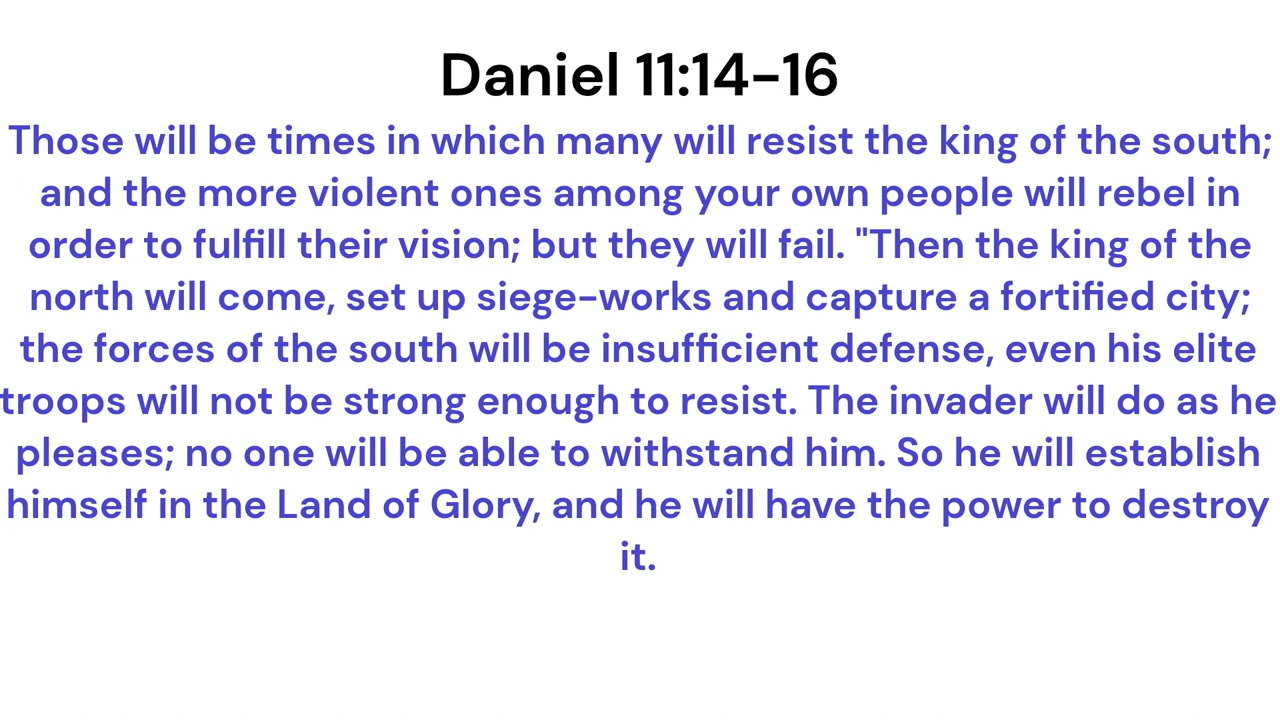 Daniel 11:14-16
Those will be times in which many will resist the king of the south;
and the more violent ones among your own people will rebel in
order to fulfill their vision; but they will fail. "Then the king of the
north will come, set up siege-works and capture a fortified city;
the forces of the south will be insufficient defense, even his elite
troops will not be strong enough to resist. The invader will do as he
pleases; no one will be able to withstand him. So he will establish
himself in the Land of Glory, and he will have the power to destroy
it.